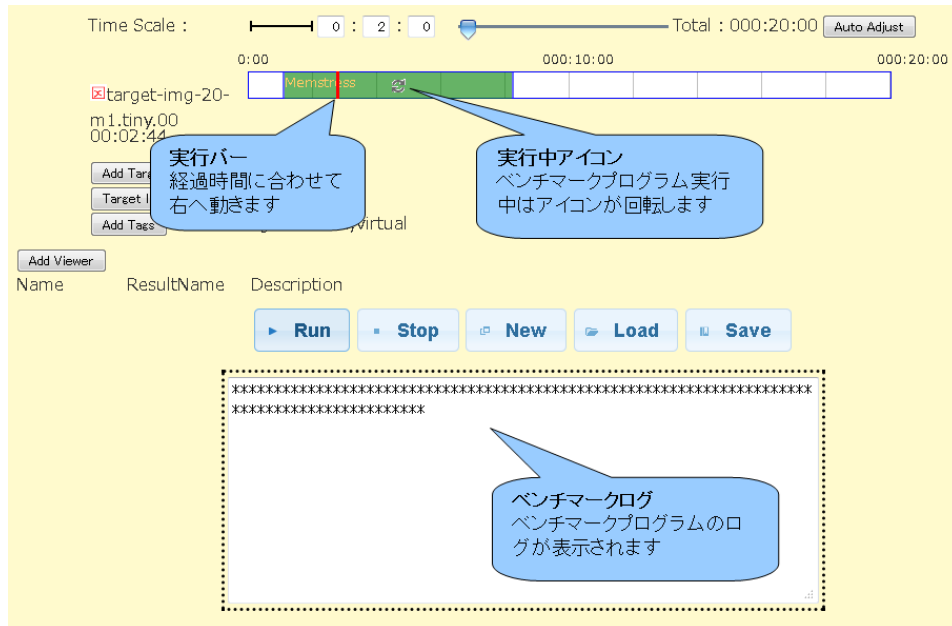 Time Scale : 0 : 2 : 0 Total : 000:20:00 Auto Adjust
0:00 000:10:00 000:20:00
Memstress
target-img-20-
m1.tiny.00
00:02:44
実行バー
経過時間に合わせて
右へ動きます
実行中アイコン
ベンチマークプログラム実行
中はアイコンが回転します
Add
Target
Add Tags
virtual
Add Viewer
Name ResultName Description
Run Stop New Load Save
*********************************************************************
***********************
ベンチマークログ
ベンチマークプログラムのロ
グが表示されます